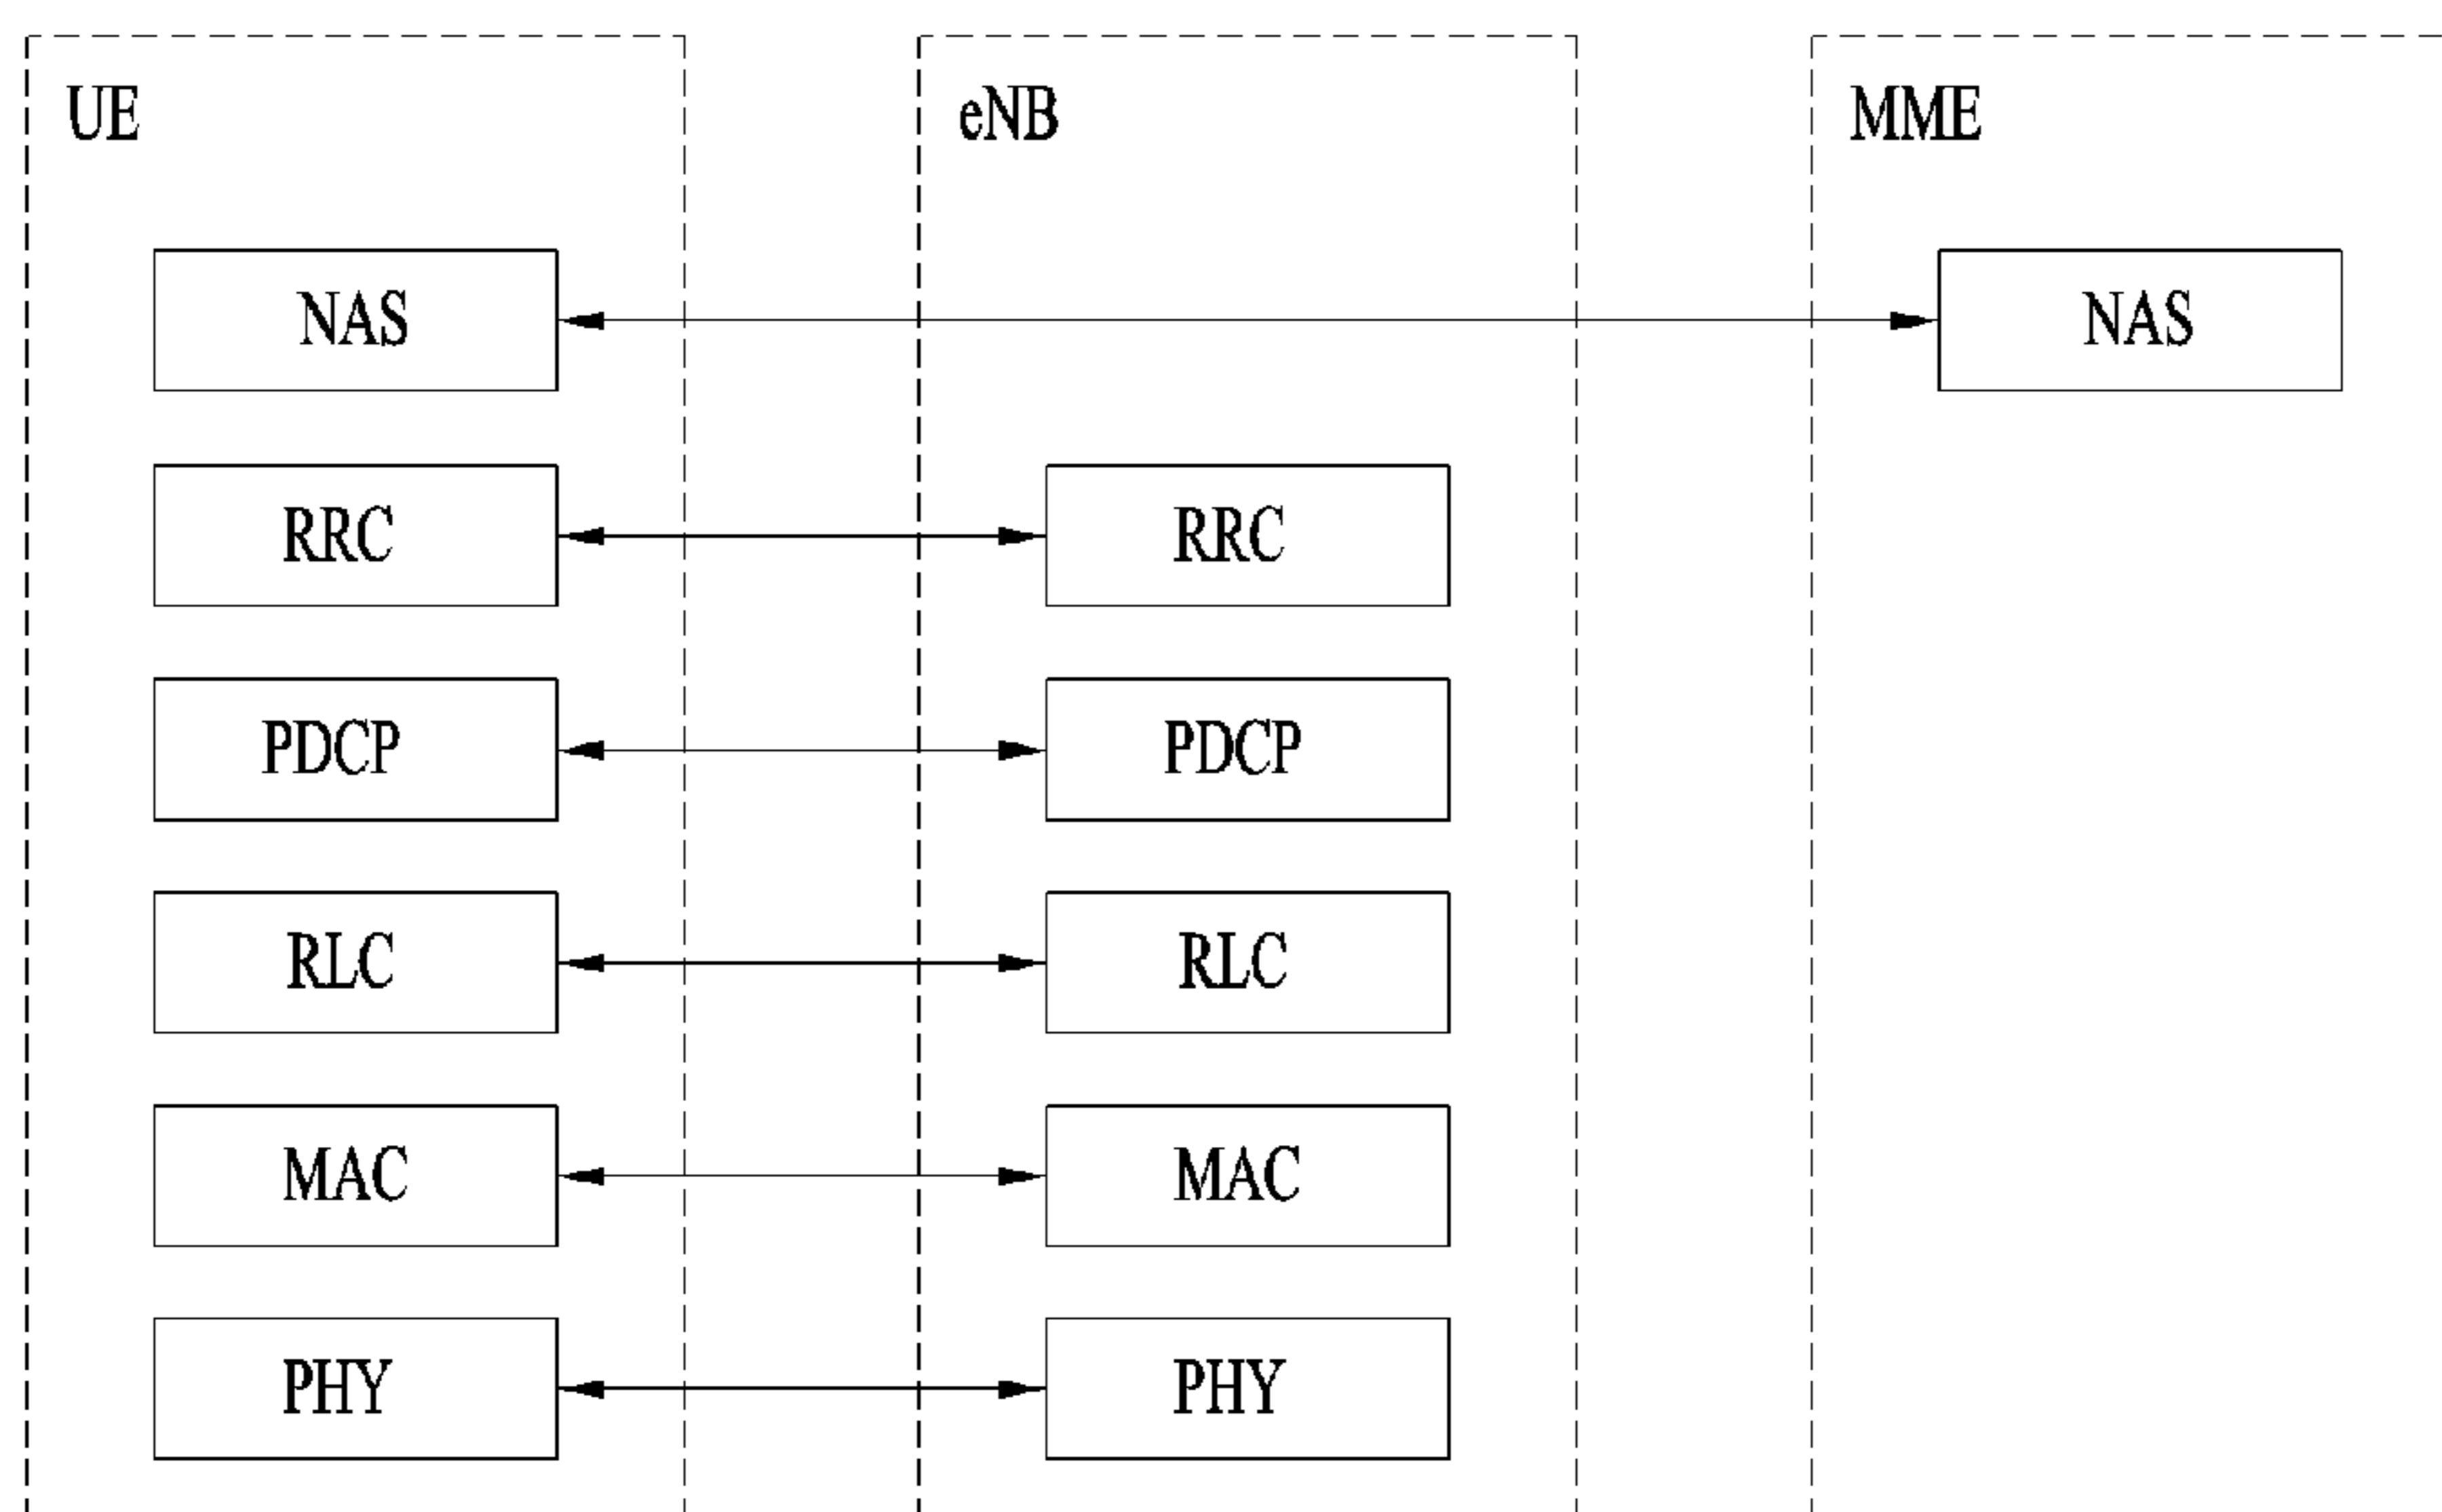 UE eNB MME
NAS NAS
RRC RRC
PDCP PDCP
RLC RLC
MAC MAC
PHY PHY